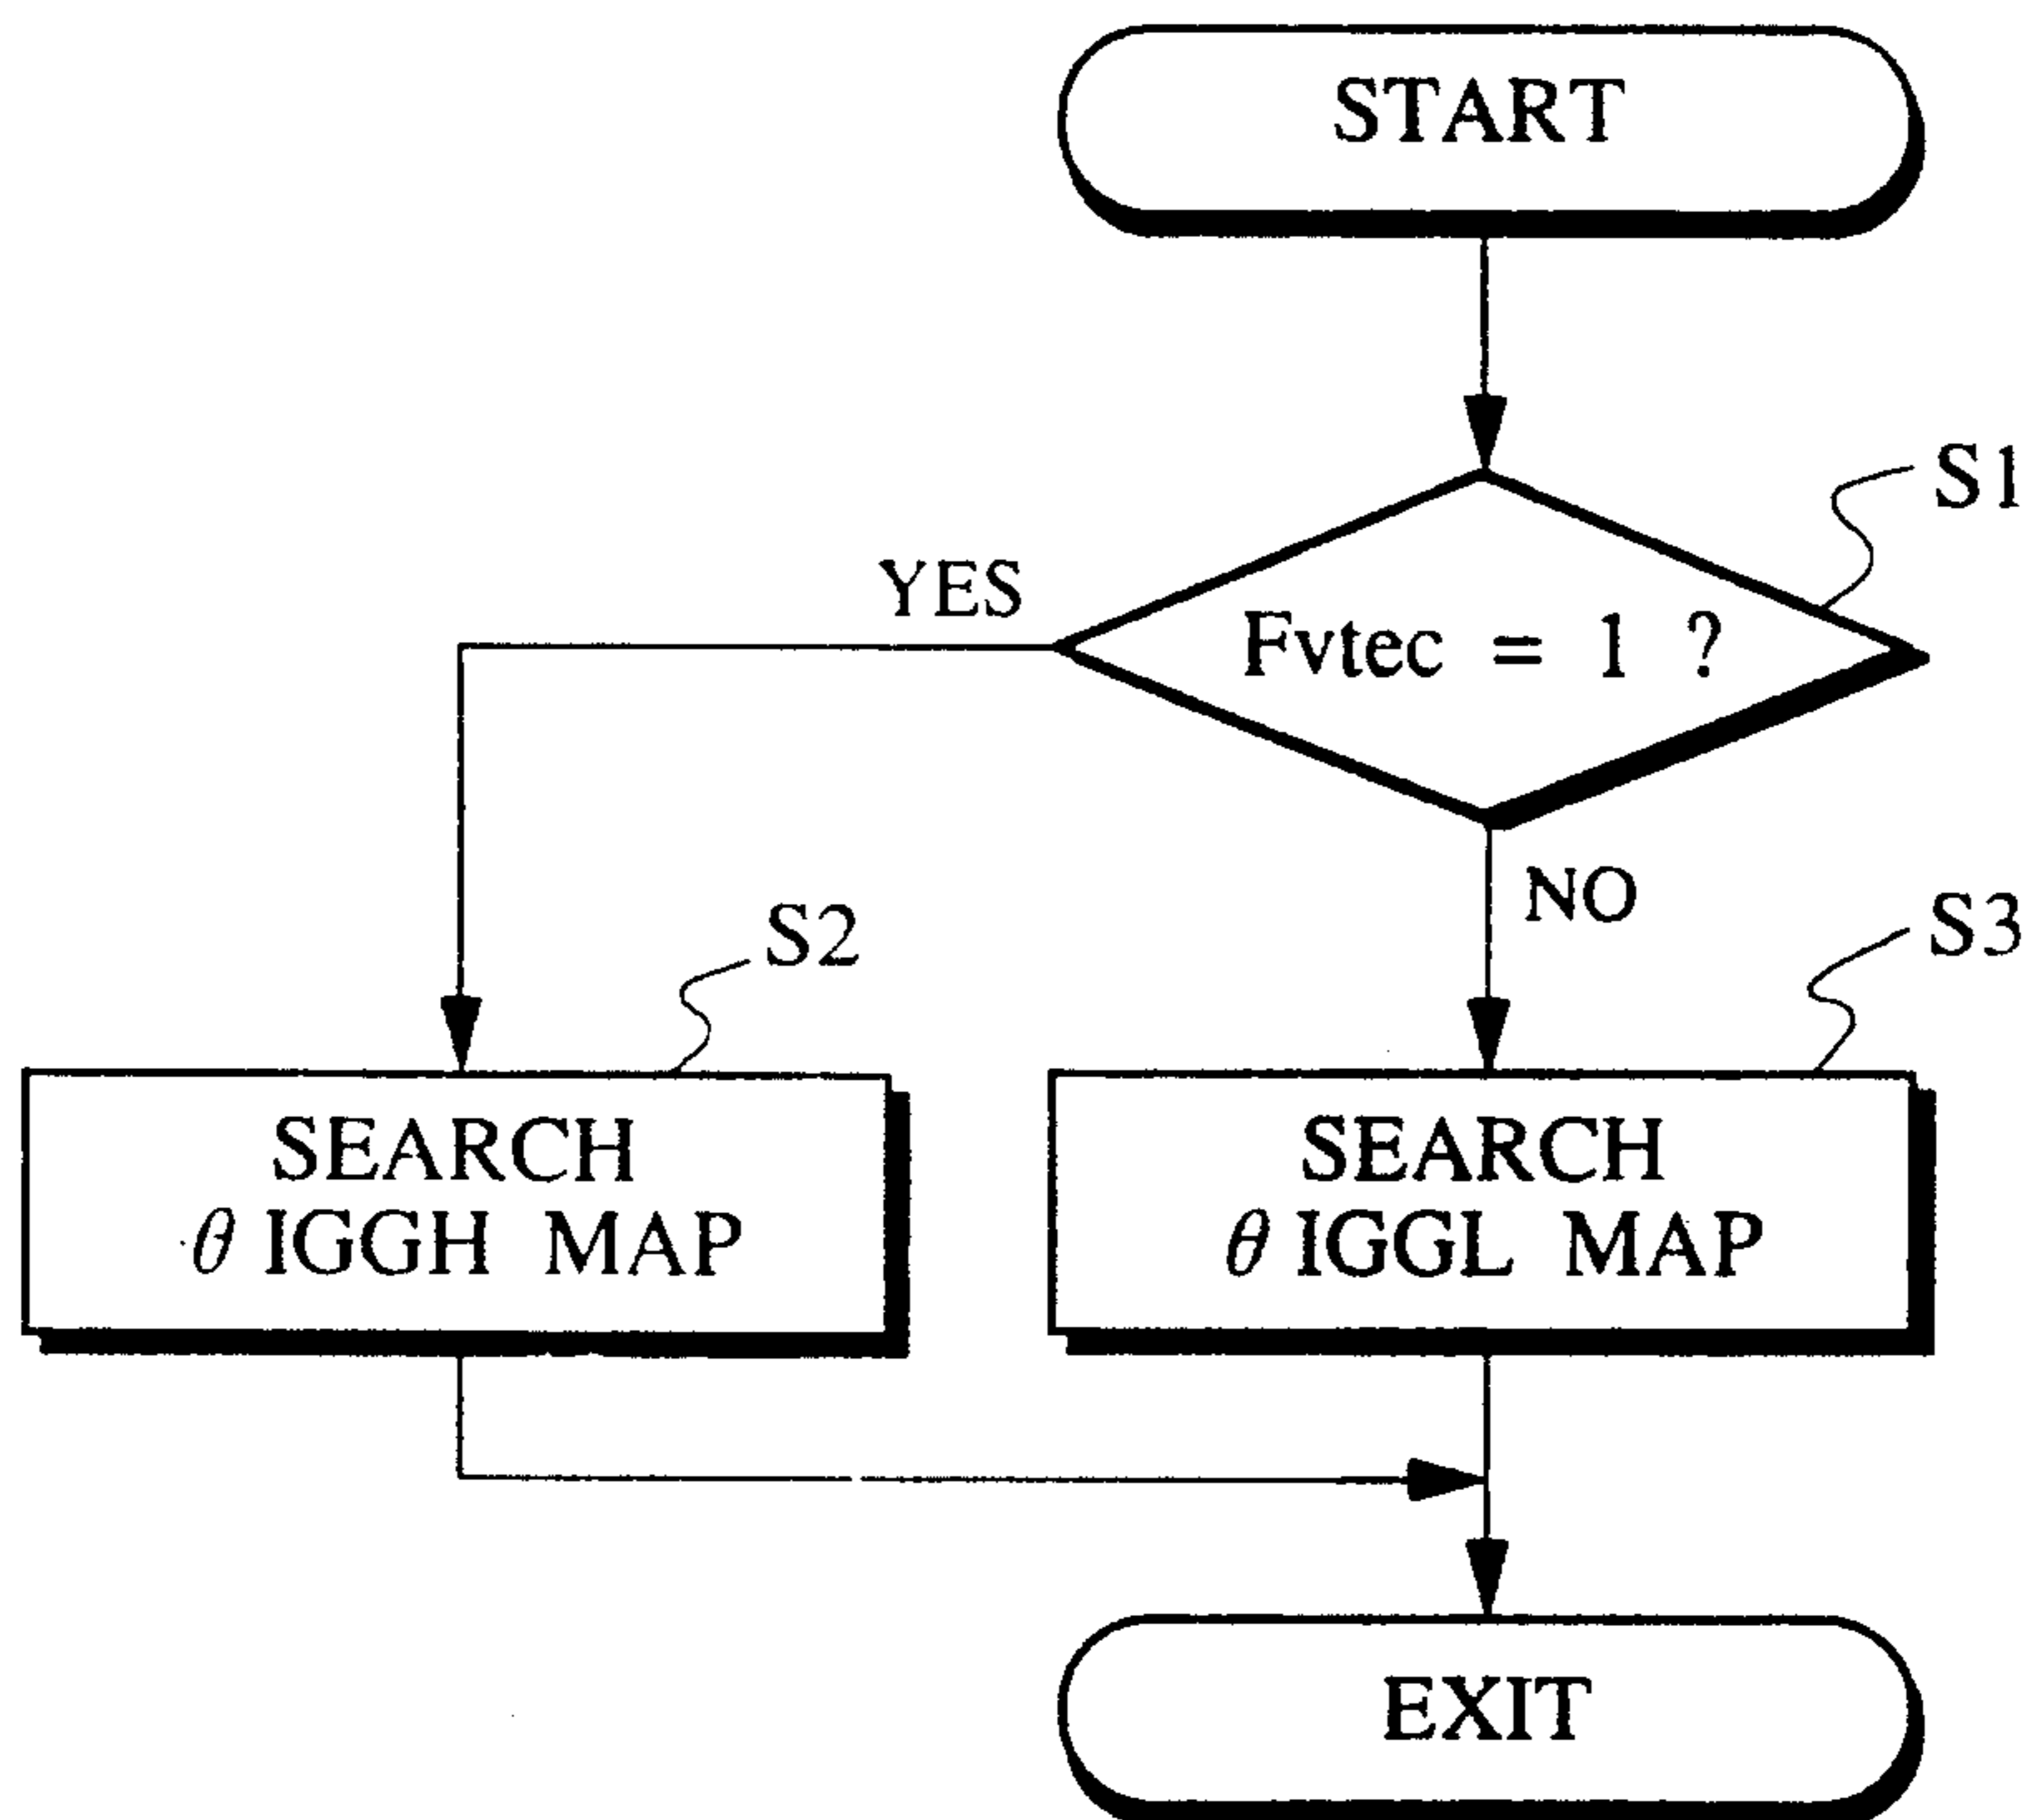 START
S1
YES
Fvtec = 1 ?
NO
S2
S3
SEARCH
θ IGGH MAP
SEARCH
θ IGGL MAP
EXIT